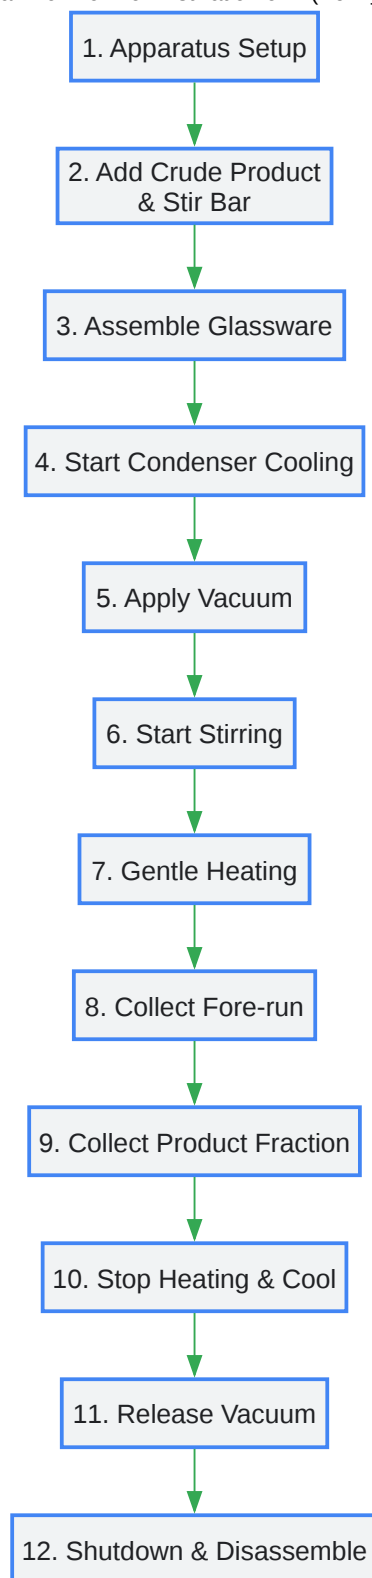 1. Apparatus Setup
2. Add Crude Product
& Stir Bar
3. Assemble Glassware
4. Start Condenser Cooling
5. Apply Vacuum
6. Start Stirring
7. Gentle Heating
8. Collect Fore-run
9. Collect Product Fraction
10. Stop Heating & Cool
11. Release Vacuum
12. Shutdown & Disassemble